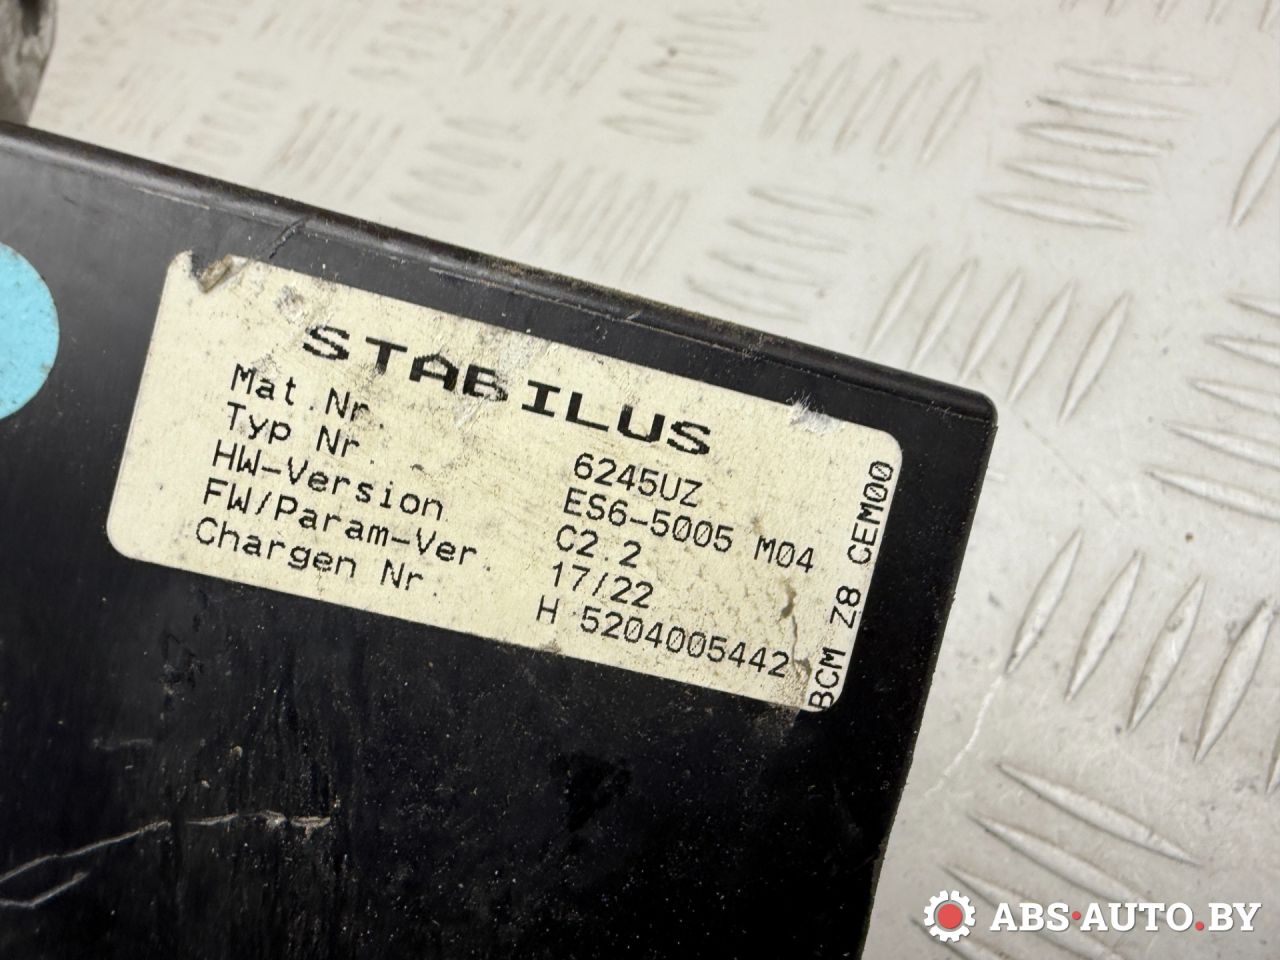 STABILUS
Mat.Nr. 6245UZ
Typ Nr. ES6-5005 M04
HW-Version C2.2
FW/Param-Ver. 17/22
Chargen Nr. H 5204005442
BCM Z8 CEM00
ABS-AUTO.BY